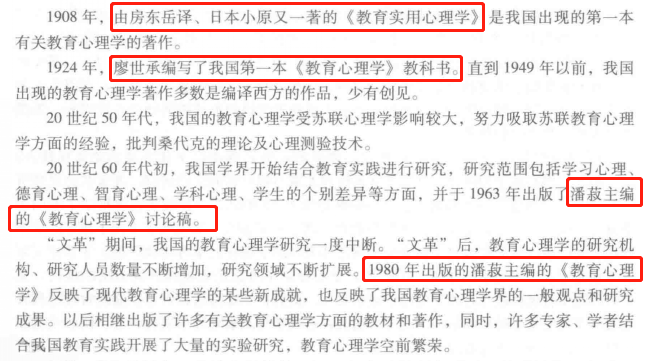 1908 年，由房东岳译、日本小原又一著的《教育实用心理学》是我国出现的第一本
有关教育心理学的著作。
1924 年，廖世承编写了我国第一本《教育心理学》教科书。直到 1949 年以前，我国
出现的教育心理学著作多数是编译西方的作品，少有创见。
20 世纪 50 年代，我国的教育心理学受苏联心理学影响较大，努力吸取苏联教育心理
学方面的经验，批判桑代克的理论及心理测验技术。
20 世纪 60 年代初，我国学界开始结合教育实践进行研究，研究范围包括学习心理、
德育心理、智育心理、学科心理、学生的个别差异等方面，并于 1963 年出版了潘菽主编
的《教育心理学》讨论稿。
“文革”期间，我国的教育心理学研究一度中断。“文革”后，教育心理学的研究机
构、研究人员数量不断增加，研究领域不断扩展。1980 年出版的潘菽主编的《教育心理
学》反映了现代教育心理学的某些新成就，也反映了我国教育心理学界的一般观点和研究
成果。以后相继出版了许多有关教育心理学方面的教材和著作，同时，许多专家、学者结
合我国教育实践开展了大量的实验研究，教育心理学空前繁荣。